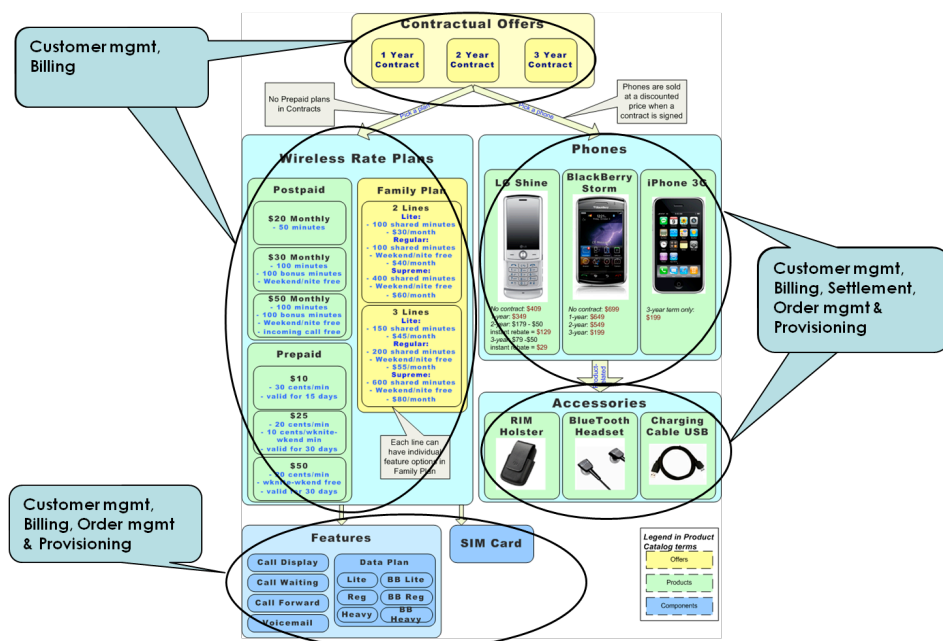 Contractual Offers
1 Year
Contract
2 Year
Contract
3 Year
Contract
Customer mgmt,
Billing
No Prepaid plans
in Contracts
Pick a plan
Pick a phone
Phones are sold
at a discounted
price when a
contract is signed
Wireless Rate Plans
Postpaid
$20 Monthly
- 50 minutes
$30 Monthly
- 100 minutes
- 100 bonus minutes
- Weekend/nite free
$50 Monthly
- 100 minutes
- 100 bonus minutes
- Weekend/nite free
- incoming call free
Prepaid
$10
- 30 cents/min
- valid for 15 days
$25
- 20 cents/min
- 10 cents/wknite-
wkend min
- valid for 30 days
$50
cents/min
- wknite-wkend free
- valid for 30 days
Family Plan
2 Lines
Lite:
- 100 shared minutes
- $30/month
Regular:
- 100 shared minutes
- Weekend/nite free
- $40/month
Supreme:
- 400 shared minutes
- Weekend/nite free
- $60/month
3 Lines
Lite:
- 150 shared minutes
- $45/month
Regular:
- 200 shared minutes
- Weekend/nite free
- $55/month
Supreme:
- 600 shared minutes
- Weekend/nite free
- $80/month
Each line can
have individual
feature options in
Family Plan
Phones
LG Shine
No contract: $409
1-year: $349
2-year: $179 - $50
instant rebate = $129
3-year: $79 -$50
instant rebate = $29
BlackBerry
Storm
No contract: $699
1-year: $649
2-year: $549
3-year: $199
iPhone 3G
3-year term only:
$199
Customer mgmt,
Billing, Settlement,
Order mgmt &
Provisioning
Product-
related
Accessories
RIM
Holster
BlueTooth
Headset
Charging
Cable USB
Customer mgmt,
Billing, Order mgmt
& Provisioning
Features
Call Display
Call Waiting
Call Forward
Voicemail
Data Plan
Lite
BB Lite
Reg
BB Reg
Heavy
BB
Heavy
SIM Card
Legend in Product
Catalog terms
Offers
Products
Components